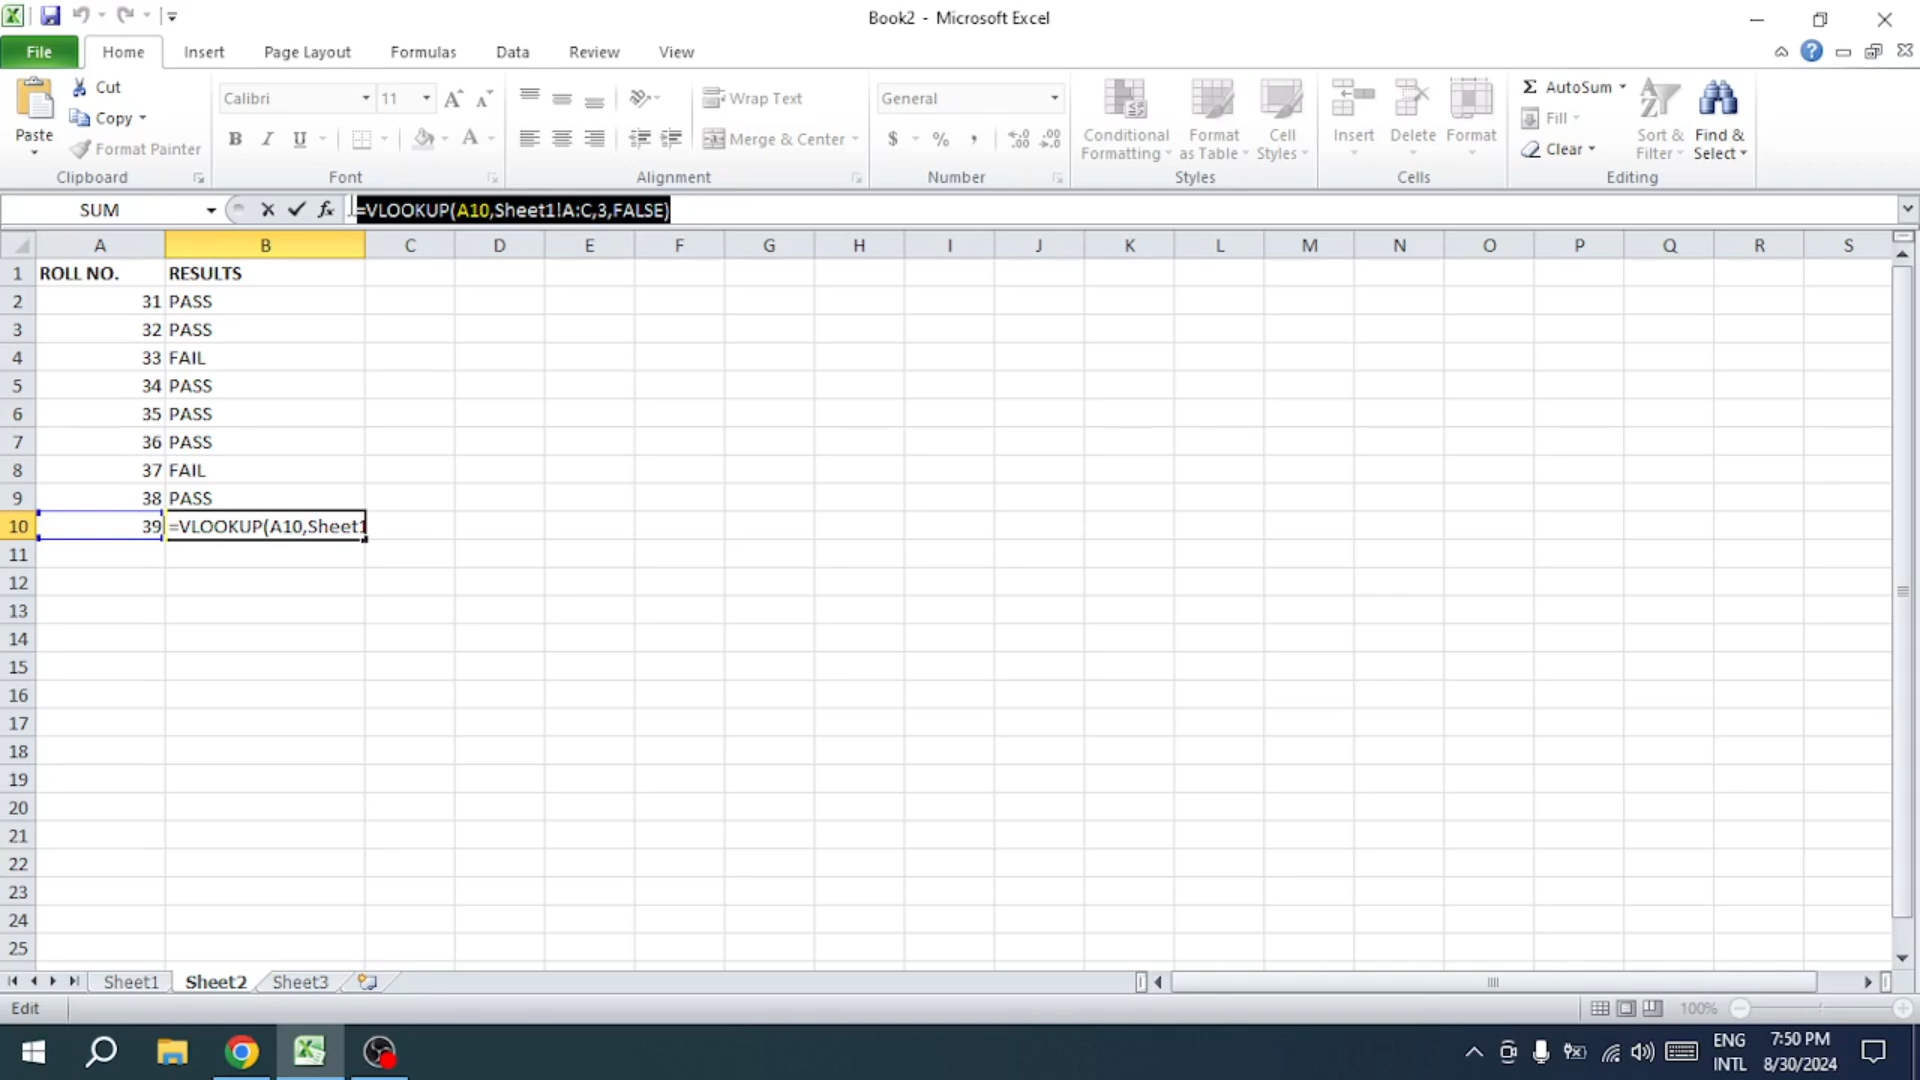 Book2 - Microsoft Excel
File Home Insert Page Layout Formulas Data Review View
Paste
Cut
Copy
Format Painter
Clipboard
Calibri 11
B I U
Font
Wrap Text
Merge & Center
Alignment
General
$ % ,
Number
Conditional Formatting
Format as Table
Cell Styles
Styles
Insert Delete Format
Cells
Σ AutoSum
Fill
Clear
Sort & Filter
Find & Select
Editing
SUM fx =VLOOKUP(A10,Sheet1!A:C,3,FALSE)
A B C D E F G H I J K L M N O P Q R S
1 ROLL NO. RESULTS
2 31 PASS
3 32 PASS
4 33 FAIL
5 34 PASS
6 35 PASS
7 36 PASS
8 37 FAIL
9 38 PASS
10 39 =VLOOKUP(A10,Sheet1
11
12
13
14
15
16
17
18
19
20
21
22
23
24
25
Sheet1 Sheet2 Sheet3
Edit 100%
ENG 7:50 PM
INTL 8/30/2024